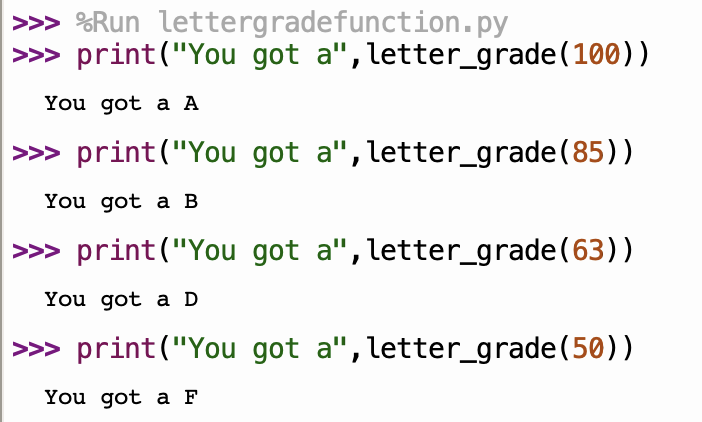 >>> %Run lettergradefunction.py
>>> print("You got a",letter_grade(100))
You got a A
>>> print("You got a",letter_grade(85))
You got a B
>>> print("You got a",letter_grade(63))
You got a D
>>> print("You got a",letter_grade(50))
You got a F